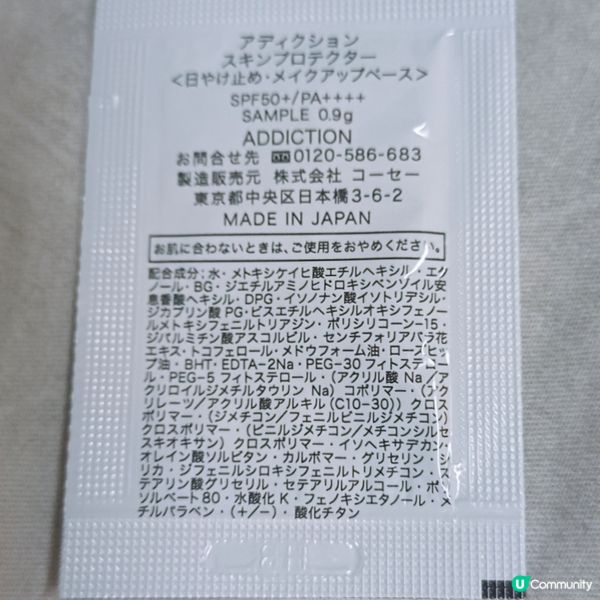 アディクション
スキンプロテクター
<日やけ止め・メイクアップベース>
SPF50+/PA++++
SAMPLE 0.9g
ADDICTION
お問合せ先 0120-586-683
製造販売元 株式会社 コーセー
東京都中央区日本橋3-6-2
MADE IN JAPAN
お肌に合わないときは、ご使用をおやめください。
配合成分：水・メトキシケイヒ酸エチルヘキシル・エタ
ノール・BG・ジエチルアミノヒドロキシベンゾイル安
息香酸ヘキシル・DPG・イソノナン酸イソトリデシル・
ジカプリン酸PG・ビスエチルヘキシルオキシフェノ
ールメトキシフェニルトリアジン・ポリシリコーン-15・
ジパルミチン酸アスコルビル・センチフォリアバラ花
エキス・トコフェロール・メドウフォーム油・ローズヒッ
プ油・BHT・EDTA-2Na・PEG-30フィトステロー
ル・PEG-5フィトステロール・（アクリル酸Na／ア
クリロイルジメチルタウリンNa）コポリマー・（アク
リレーツ／アクリル酸アルキル(C10-30)）クロス
ポリマー・（ジメチコン／フェニルビニルジメチコン）
クロスポリマー・（ビニルジメチコン／メチコンシルセ
スキオキサン）クロスポリマー・イソヘキサデカン・
オレイン酸ソルビタン・カルボマー・グリセリン・シ
リカ・ジフェニルシロキシフェニルトリメチコン・ス
テアリン酸グリセリル・セテアリルアルコール・ポリ
ソルベート80・水酸化K・フェノキシエタノール・メ
チルパラベン・（+/−）・酸化チタン
U Community